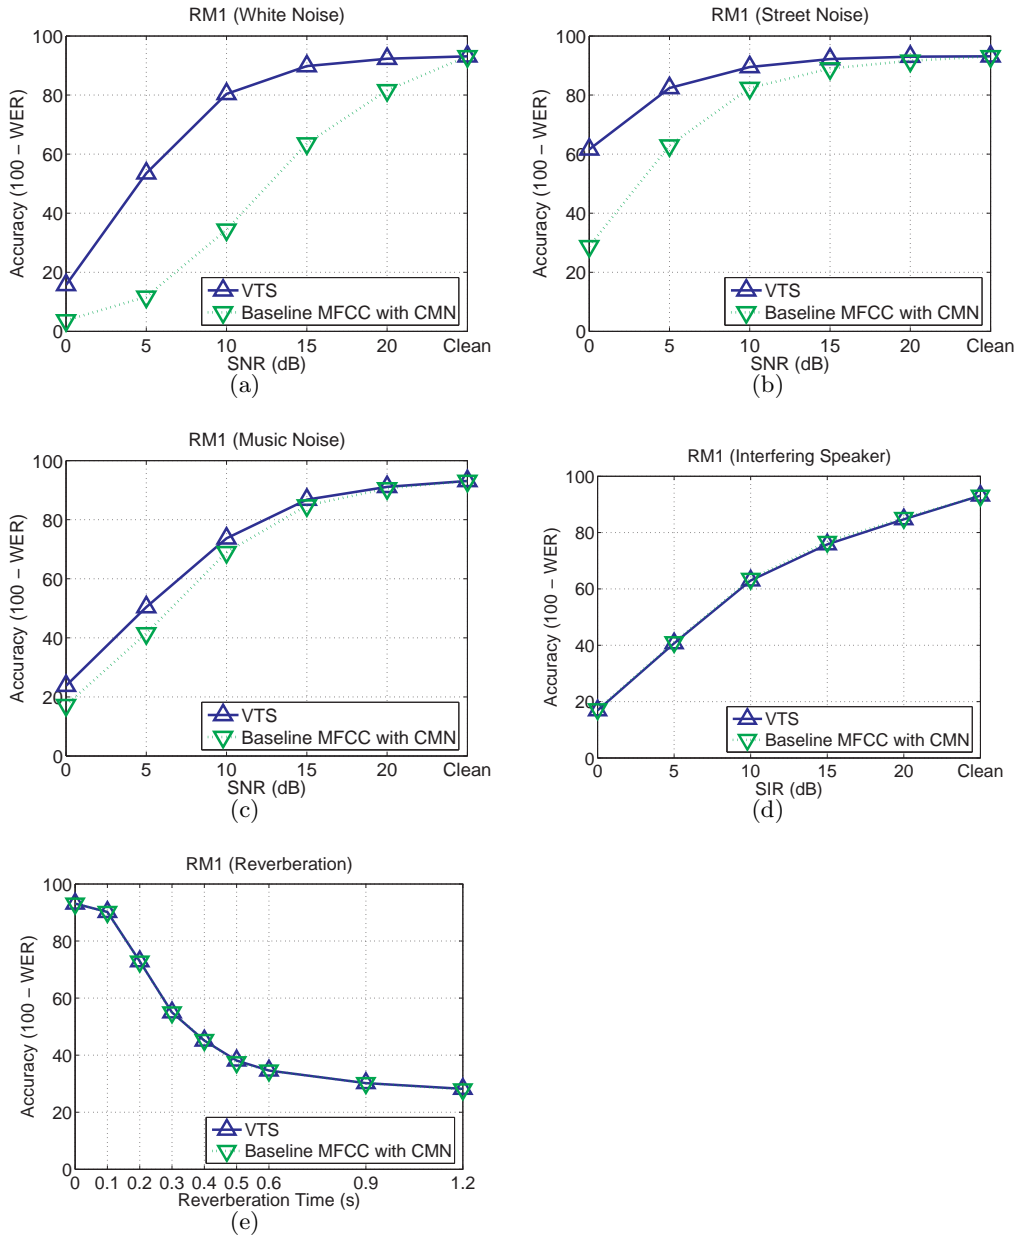 RM1 (White Noise)
Accuracy (100 − WER)
100
80
60
40
20
0
0 5 10 15 20 Clean
SNR (dB)
VTS
Baseline MFCC with CMN
(a)
RM1 (Street Noise)
Accuracy (100 − WER)
100
80
60
40
20
0
0 5 10 15 20 Clean
SNR (dB)
VTS
Baseline MFCC with CMN
(b)
RM1 (Music Noise)
Accuracy (100 − WER)
100
80
60
40
20
0
0 5 10 15 20 Clean
SNR (dB)
VTS
Baseline MFCC with CMN
(c)
RM1 (Interfering Speaker)
Accuracy (100 − WER)
100
80
60
40
20
0
0 5 10 15 20 Clean
SIR (dB)
VTS
Baseline MFCC with CMN
(d)
RM1 (Reverberation)
Accuracy (100 − WER)
100
80
60
40
20
0
0 0.1 0.2 0.3 0.4 0.5 0.6 0.9 1.2
Reverberation Time (s)
VTS
Baseline MFCC with CMN
(e)